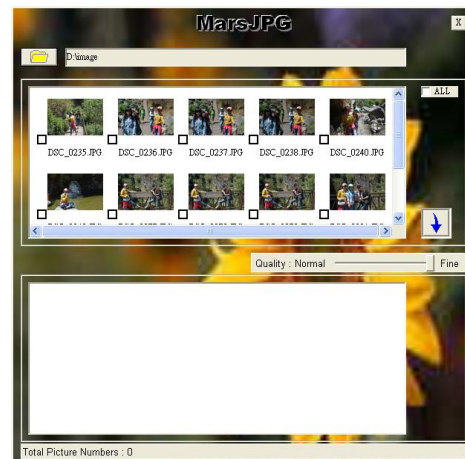 MarsJPG
X
D:\image
ALL
DSC_0235.JPG DSC_0236.JPG DSC_0237.JPG DSC_0238.JPG DSC_0240.JPG
Quality : Normal Fine
Total Picture Numbers : 0